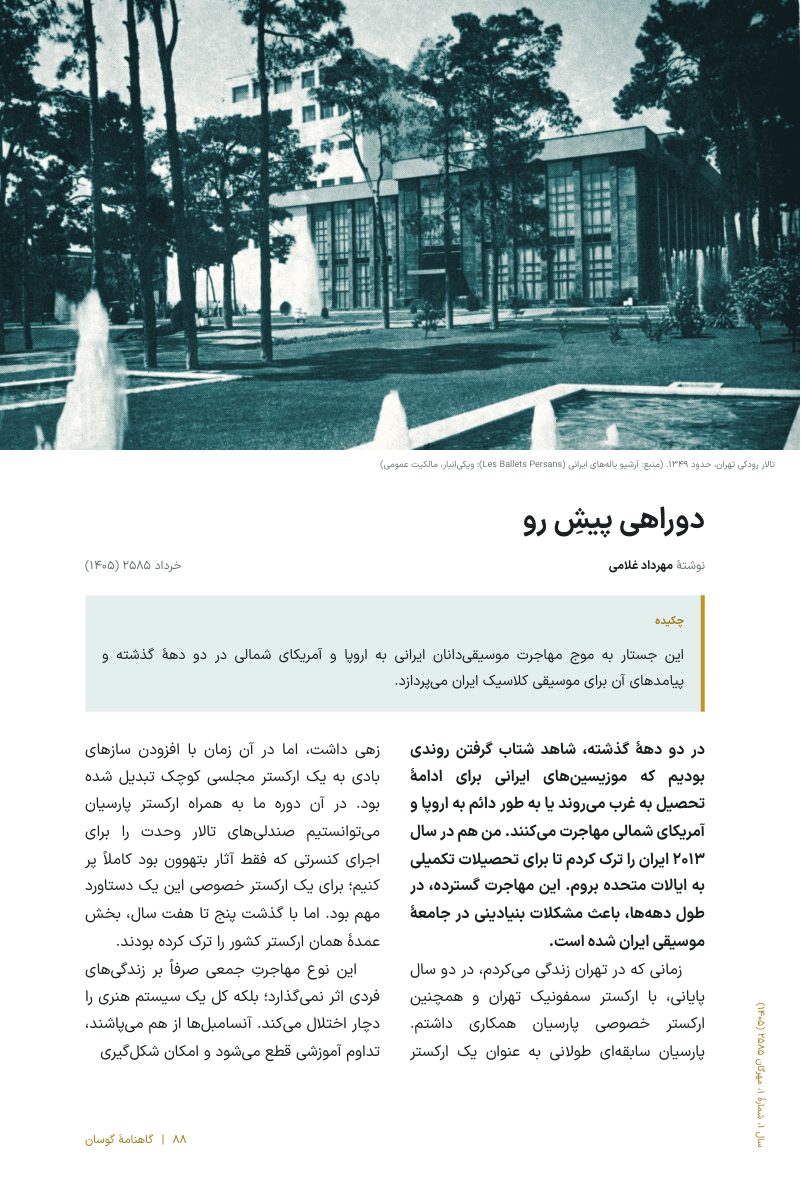 تالار رودکی تهران، حدود ۱۳۴۹. (منبع: آرشیو باله‌های ایرانی (Les Ballets Persans)؛ ویکی‌انبار، مالکیت عمومی)
دوراهی پیشِ رو
نوشتهٔ مهرداد غلامی
خرداد ۲۵۸۵ (۱۴۰۵)
چکیده
این جستار به موج مهاجرت موسیقی‌دانان ایرانی به اروپا و آمریکای شمالی در دو دههٔ گذشته و
پیامدهای آن برای موسیقی کلاسیک ایران می‌پردازد.
در دو دههٔ گذشته، شاهد شتاب گرفتن روندی
بودیم که موزیسین‌های ایرانی برای ادامهٔ
تحصیل به غرب می‌روند یا به طور دائم به اروپا و
آمریکای شمالی مهاجرت می‌کنند. من هم در سال
۲۰۱۳ ایران را ترک کردم تا برای تحصیلات تکمیلی
به ایالات متحده بروم. این مهاجرت گسترده، در
طول دهه‌ها، باعث مشکلات بنیادینی در جامعهٔ
موسیقی ایران شده است.
زمانی که در تهران زندگی می‌کردم، در دو سال
پایانی، با ارکستر سمفونیک تهران و همچنین
ارکستر خصوصی پارسیان همکاری داشتم.
پارسیان سابقه‌ای طولانی به عنوان یک ارکستر
زهی داشت، اما در آن زمان با افزودن سازهای
بادی به یک ارکستر مجلسی کوچک تبدیل شده
بود. در آن دوره ما به همراه ارکستر پارسیان
می‌توانستیم صندلی‌های تالار وحدت را برای
اجرای کنسرتی که فقط آثار بتهوون بود کاملاً پر
کنیم؛ برای یک ارکستر خصوصی این یک دستاورد
مهم بود. اما با گذشت پنج تا هفت سال، بخش
عمدهٔ همان ارکستر کشور را ترک کرده بودند.
این نوع مهاجرتِ جمعی صرفاً بر زندگی‌های
فردی اثر نمی‌گذارد؛ بلکه کل یک سیستم هنری را
دچار اختلال می‌کند. آنسامبل‌ها از هم می‌پاشند،
تداوم آموزشی قطع می‌شود و امکان شکل‌گیری
سال ۱، شمارهٔ ۱، مهرگان ۲۵۸۵ (۱۴۰۵)
۸۸ | گاهنامهٔ گوسان